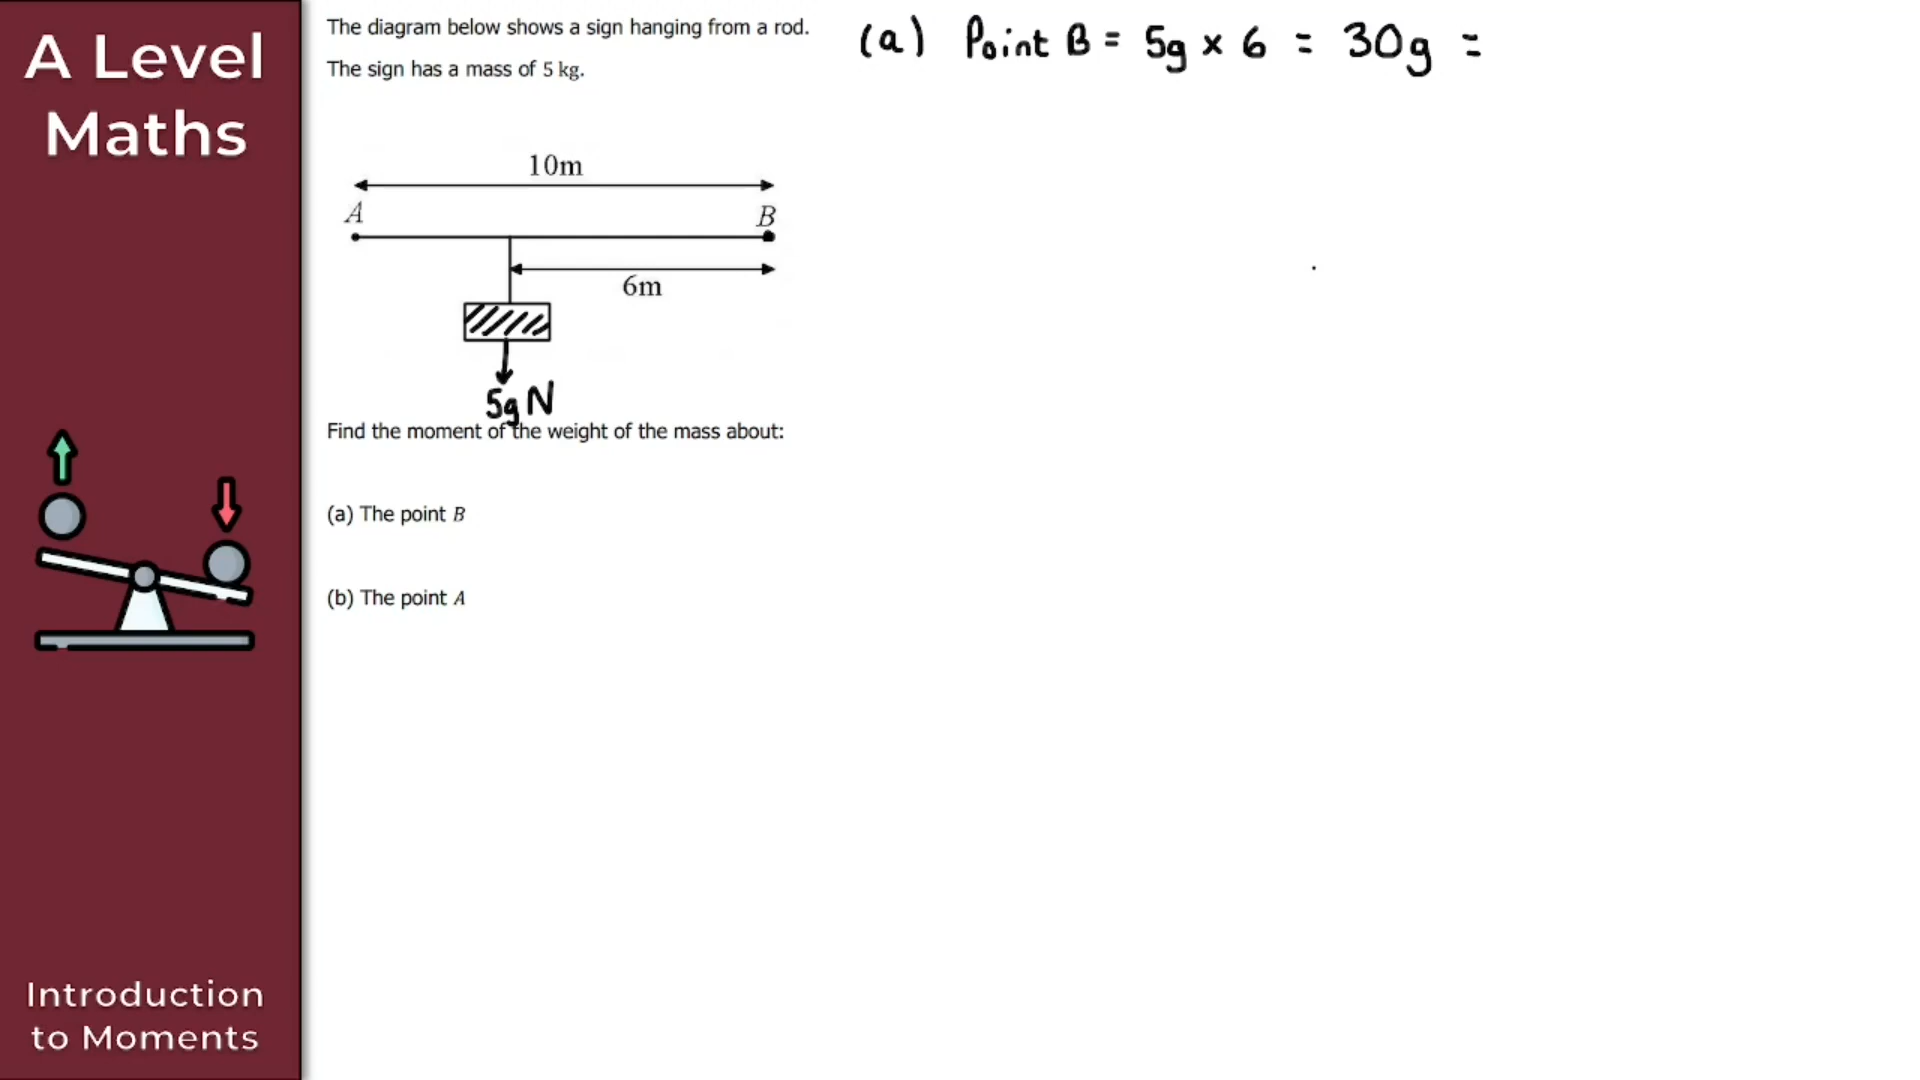 A Level
Maths
The diagram below shows a sign hanging from a rod.
The sign has a mass of 5 kg.
(a) Point B = 5g × 6 = 30g =
10m
A
B
6m
5g N
Find the moment of the weight of the mass about:
(a) The point B
(b) The point A
Introduction
to Moments